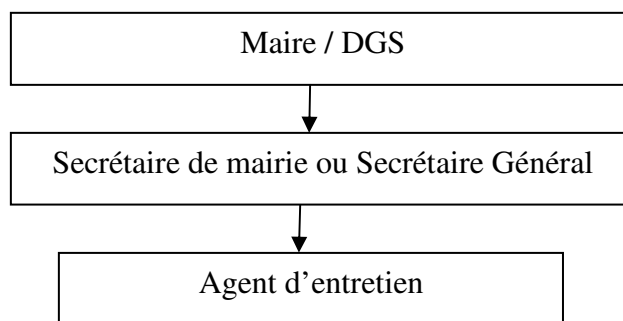 Maire / DGS
Secrétaire de mairie ou Secrétaire Général
Agent d’entretien